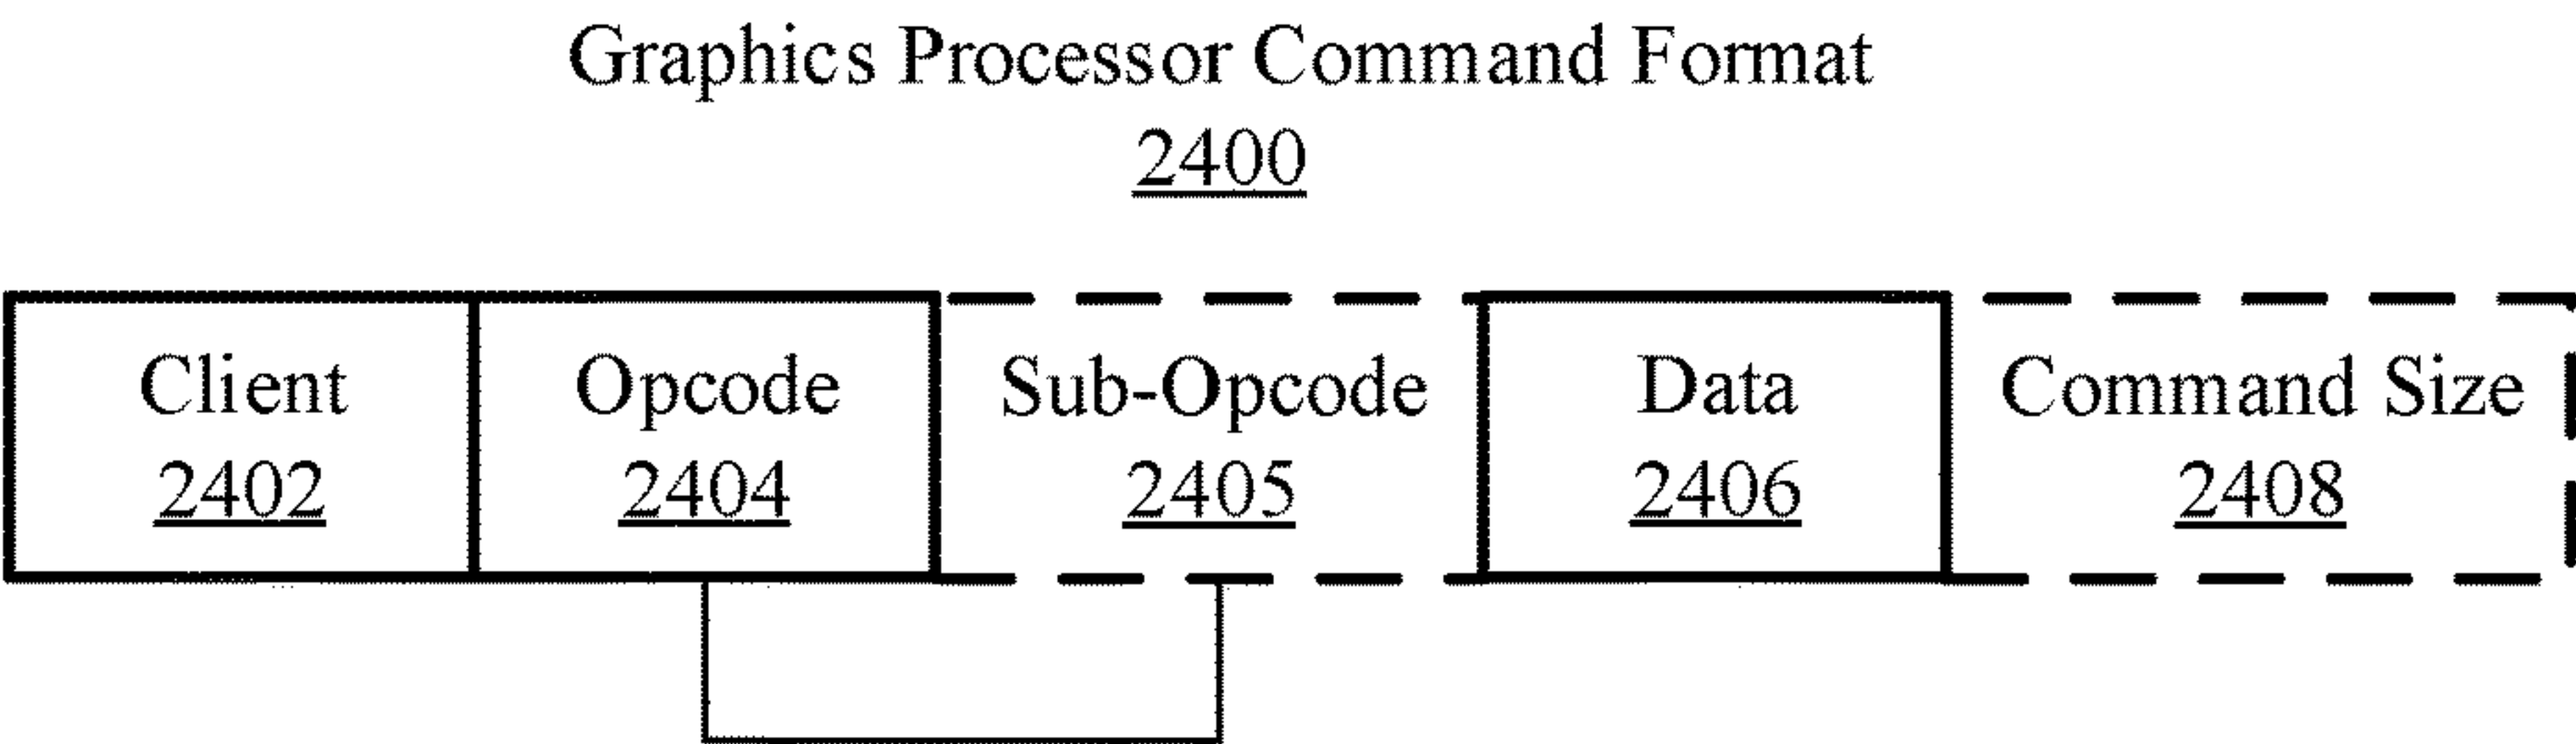 Graphics Processor Command Format
2400
Client Opcode Sub-Opcode Data Command Size
2402 2404 2405 2406 2408